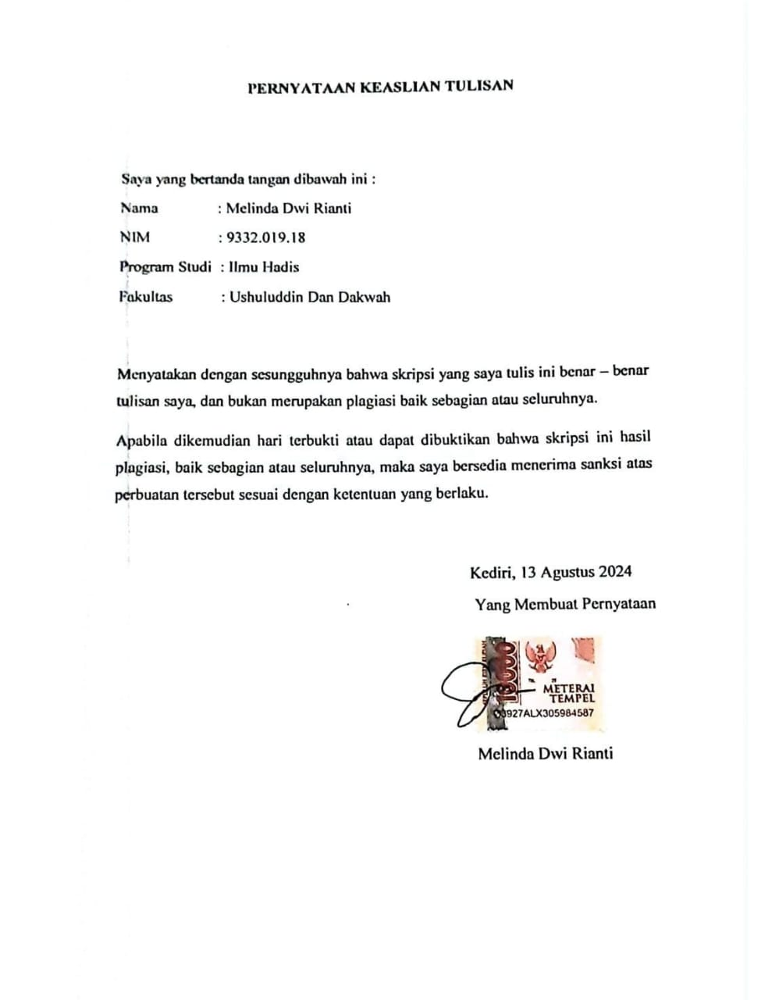 PERNYATAAN KEASLIAN TULISAN
Saya yang bertanda tangan dibawah ini :
Nama : Melinda Dwi Rianti
NIM : 9332.019.18
Program Studi : Ilmu Hadis
Fakultas : Ushuluddin Dan Dakwah
Menyatakan dengan sesungguhnya bahwa skripsi yang saya tulis ini benar – benar
tulisan saya, dan bukan merupakan plagiasi baik sebagian atau seluruhnya.
Apabila dikemudian hari terbukti atau dapat dibuktikan bahwa skripsi ini hasil
plagiasi, baik sebagian atau seluruhnya, maka saya bersedia menerima sanksi atas
perbuatan tersebut sesuai dengan ketentuan yang berlaku.
Kediri, 13 Agustus 2024
Yang Membuat Pernyataan
10000
METERAI
TEMPEL
927ALX305984587
Melinda Dwi Rianti